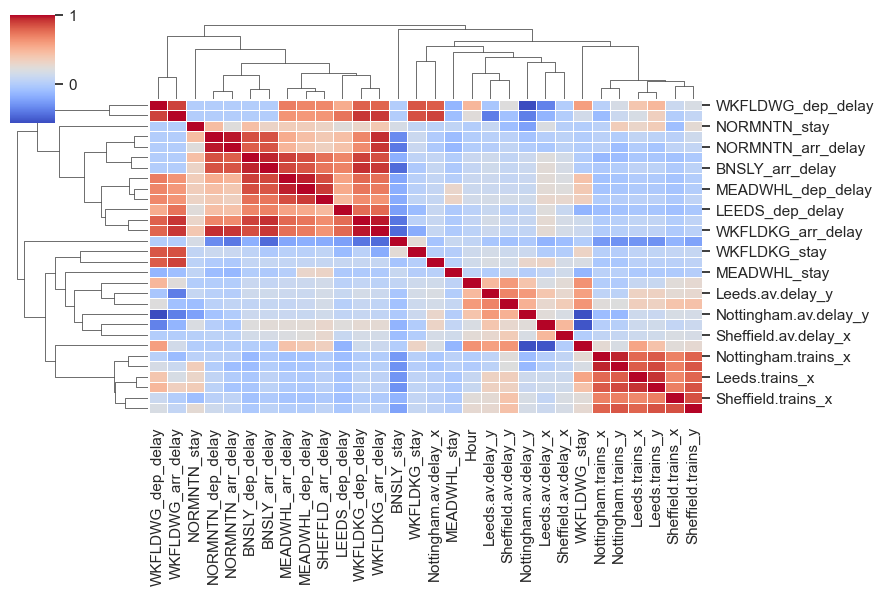 1
0
WKFLDWG_dep_delay
NORMNTN_stay
NORMNTN_arr_delay
BNSLY_arr_delay
MEADWHL_dep_delay
LEEDS_dep_delay
WKFLDKG_arr_delay
WKFLDKG_stay
MEADWHL_stay
Leeds.av.delay_y
Nottingham.av.delay_y
Sheffield.av.delay_x
Nottingham.trains_x
Leeds.trains_x
Sheffield.trains_x
WKFLDWG_dep_delay
WKFLDWG_arr_delay
NORMNTN_stay
NORMNTN_dep_delay
NORMNTN_arr_delay
BNSLY_dep_delay
BNSLY_arr_delay
MEADWHL_arr_delay
MEADWHL_dep_delay
SHEFFLD_arr_delay
LEEDS_dep_delay
WKFLDKG_dep_delay
WKFLDKG_arr_delay
BNSLY_stay
WKFLDKG_stay
Nottingham.av.delay_x
MEADWHL_stay
Hour
Leeds.av.delay_y
Sheffield.av.delay_y
Nottingham.av.delay_y
Leeds.av.delay_x
Sheffield.av.delay_x
WKFLDWG_stay
Nottingham.trains_x
Nottingham.trains_y
Leeds.trains_x
Leeds.trains_y
Sheffield.trains_x
Sheffield.trains_y